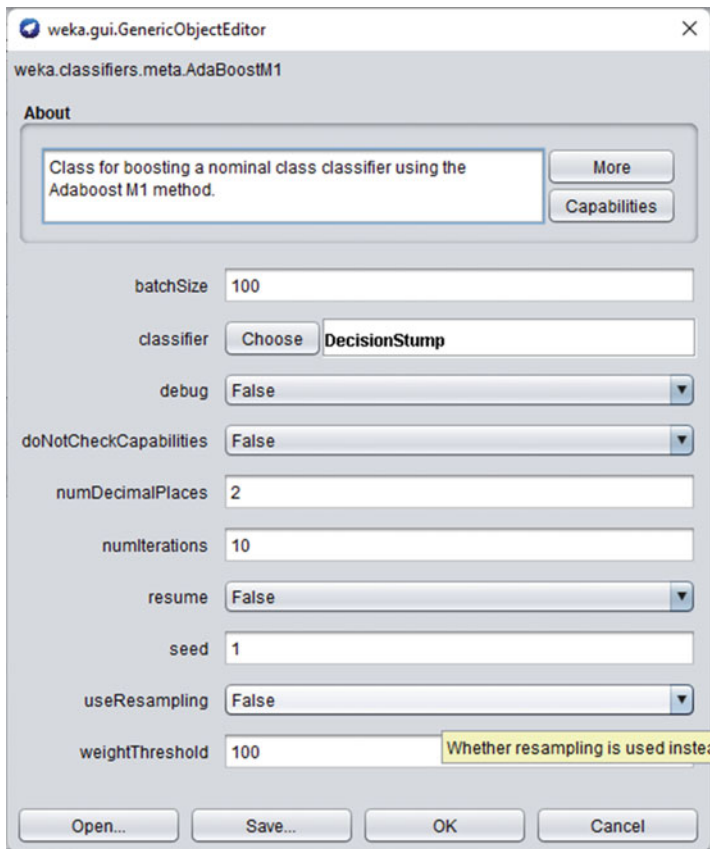 weka.gui.GenericObjectEditor
weka.classifiers.meta.AdaBoostM1
About
Class for boosting a nominal class classifier using the
Adaboost M1 method.
More
Capabilities
batchSize 100
classifier Choose DecisionStump
debug False
doNotCheckCapabilities False
numDecimalPlaces 2
numIterations 10
resume False
seed 1
useResampling False
weightThreshold 100
Whether resampling is used instea
Open... Save... OK Cancel